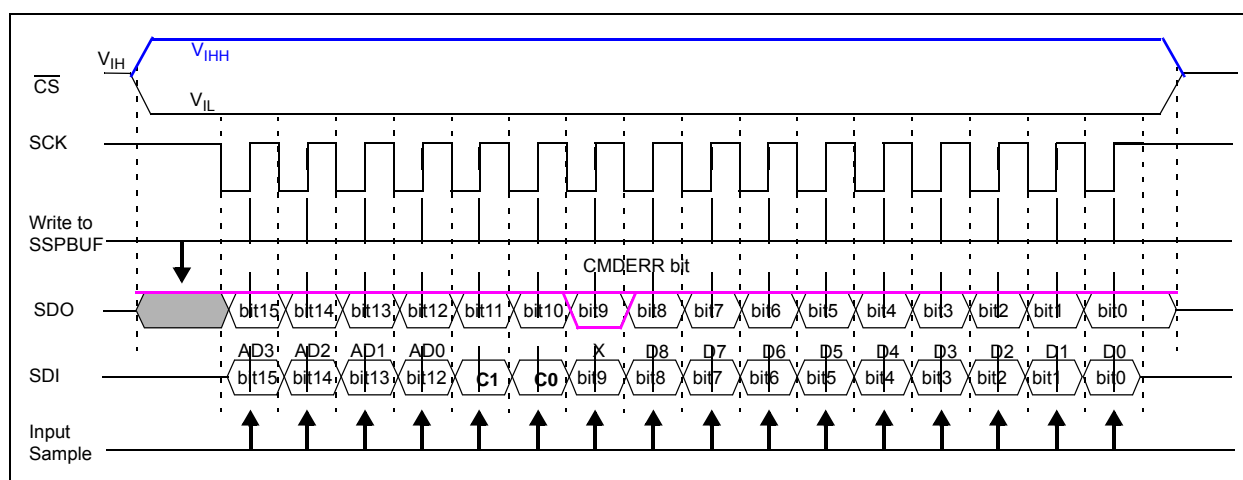 VIHH
VIH
CS
VIL
SCK
Write to
SSPBUF
CMDERR bit
SDO bit15 bit14 bit13 bit12 bit11 bit10 bit9 bit8 bit7 bit6 bit5 bit4 bit3 bit2 bit1 bit0
AD3 AD2 AD1 AD0 X D8 D7 D6 D5 D4 D3 D2 D1 D0
SDI bit15 bit14 bit13 bit12 C1 C0 bit9 bit8 bit7 bit6 bit5 bit4 bit3 bit2 bit1 bit0
Input
Sample